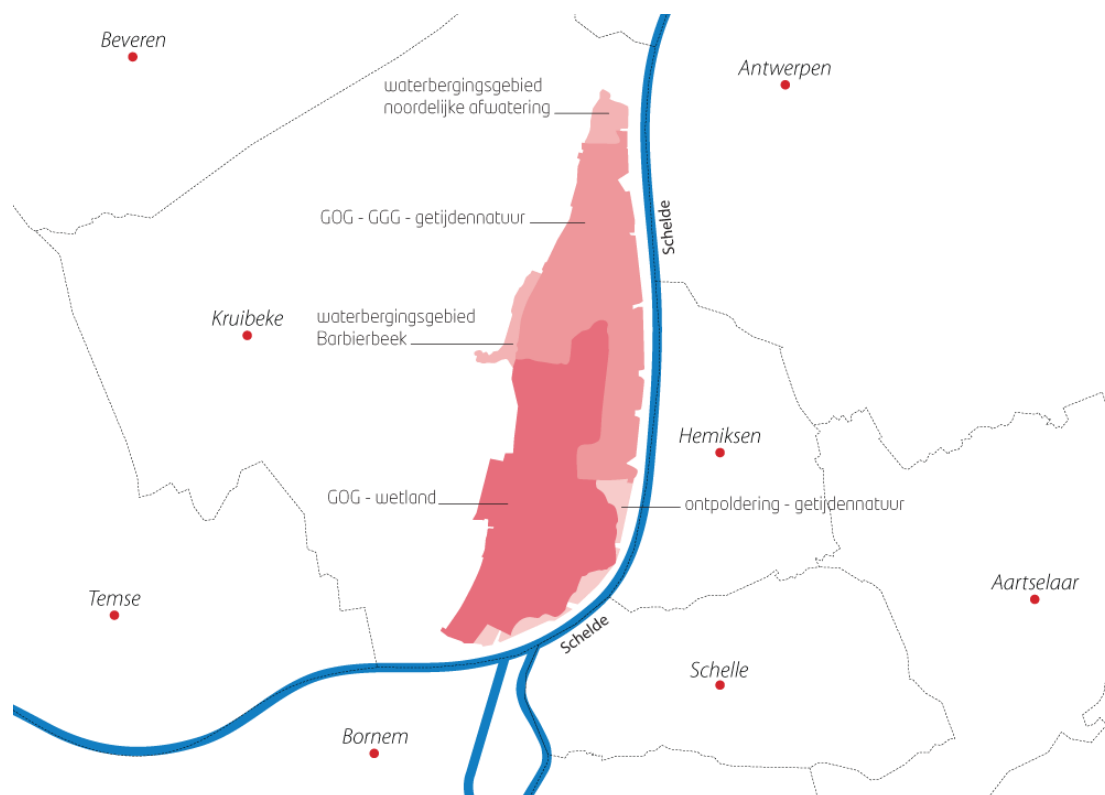 Beveren
Antwerpen
waterbergingsgebied
noordelijke afwatering
GOG - GGG - getijdennatuur
Schelde
Kruibeke
waterbergingsgebied
Barbierbeek
Hemiksen
GOG - wetland
ontpoldering - getijdennatuur
Temse
Aartselaar
Schelde
Schelle
Bornem